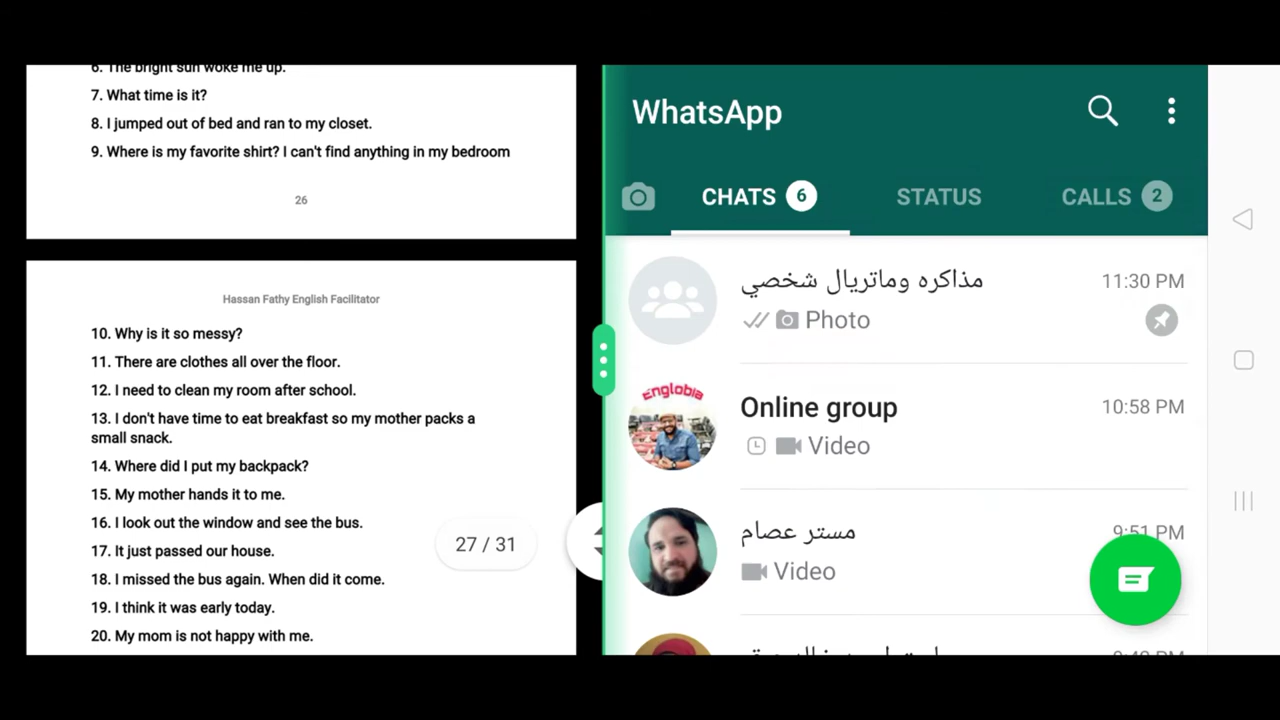 6. The bright sun woke me up.
7. What time is it?
8. I jumped out of bed and ran to my closet.
9. Where is my favorite shirt? I can't find anything in my bedroom
26
Hassan Fathy English Facilitator
10. Why is it so messy?
11. There are clothes all over the floor.
12. I need to clean my room after school.
13. I don't have time to eat breakfast so my mother packs a
small snack.
14. Where did I put my backpack?
15. My mother hands it to me.
16. I look out the window and see the bus.
17. It just passed our house.
18. I missed the bus again. When did it come.
19. I think it was early today.
20. My mom is not happy with me.
27 / 31
WhatsApp
CHATS 6
STATUS
CALLS 2
مذاكره وماتريال شخصي
11:30 PM
Photo
Englobia
Online group
10:58 PM
Video
مستر عصام
9:51 PM
Video